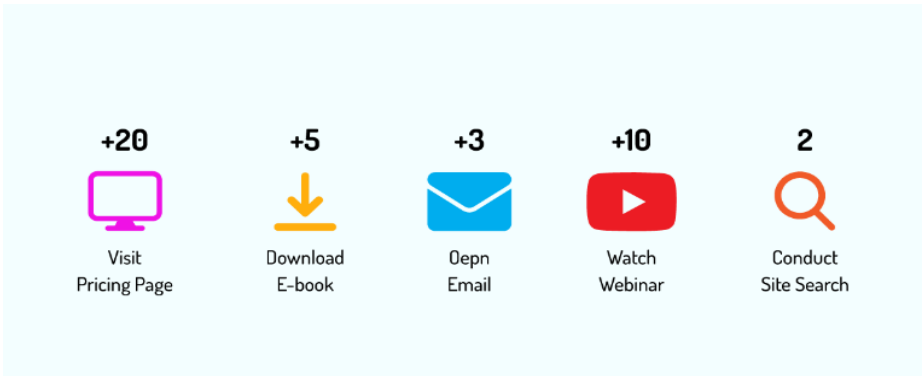 +20
+5
+3
+10
2
Visit
Pricing Page
Download
E-book
Oepn
Email
Watch
Webinar
Conduct
Site Search